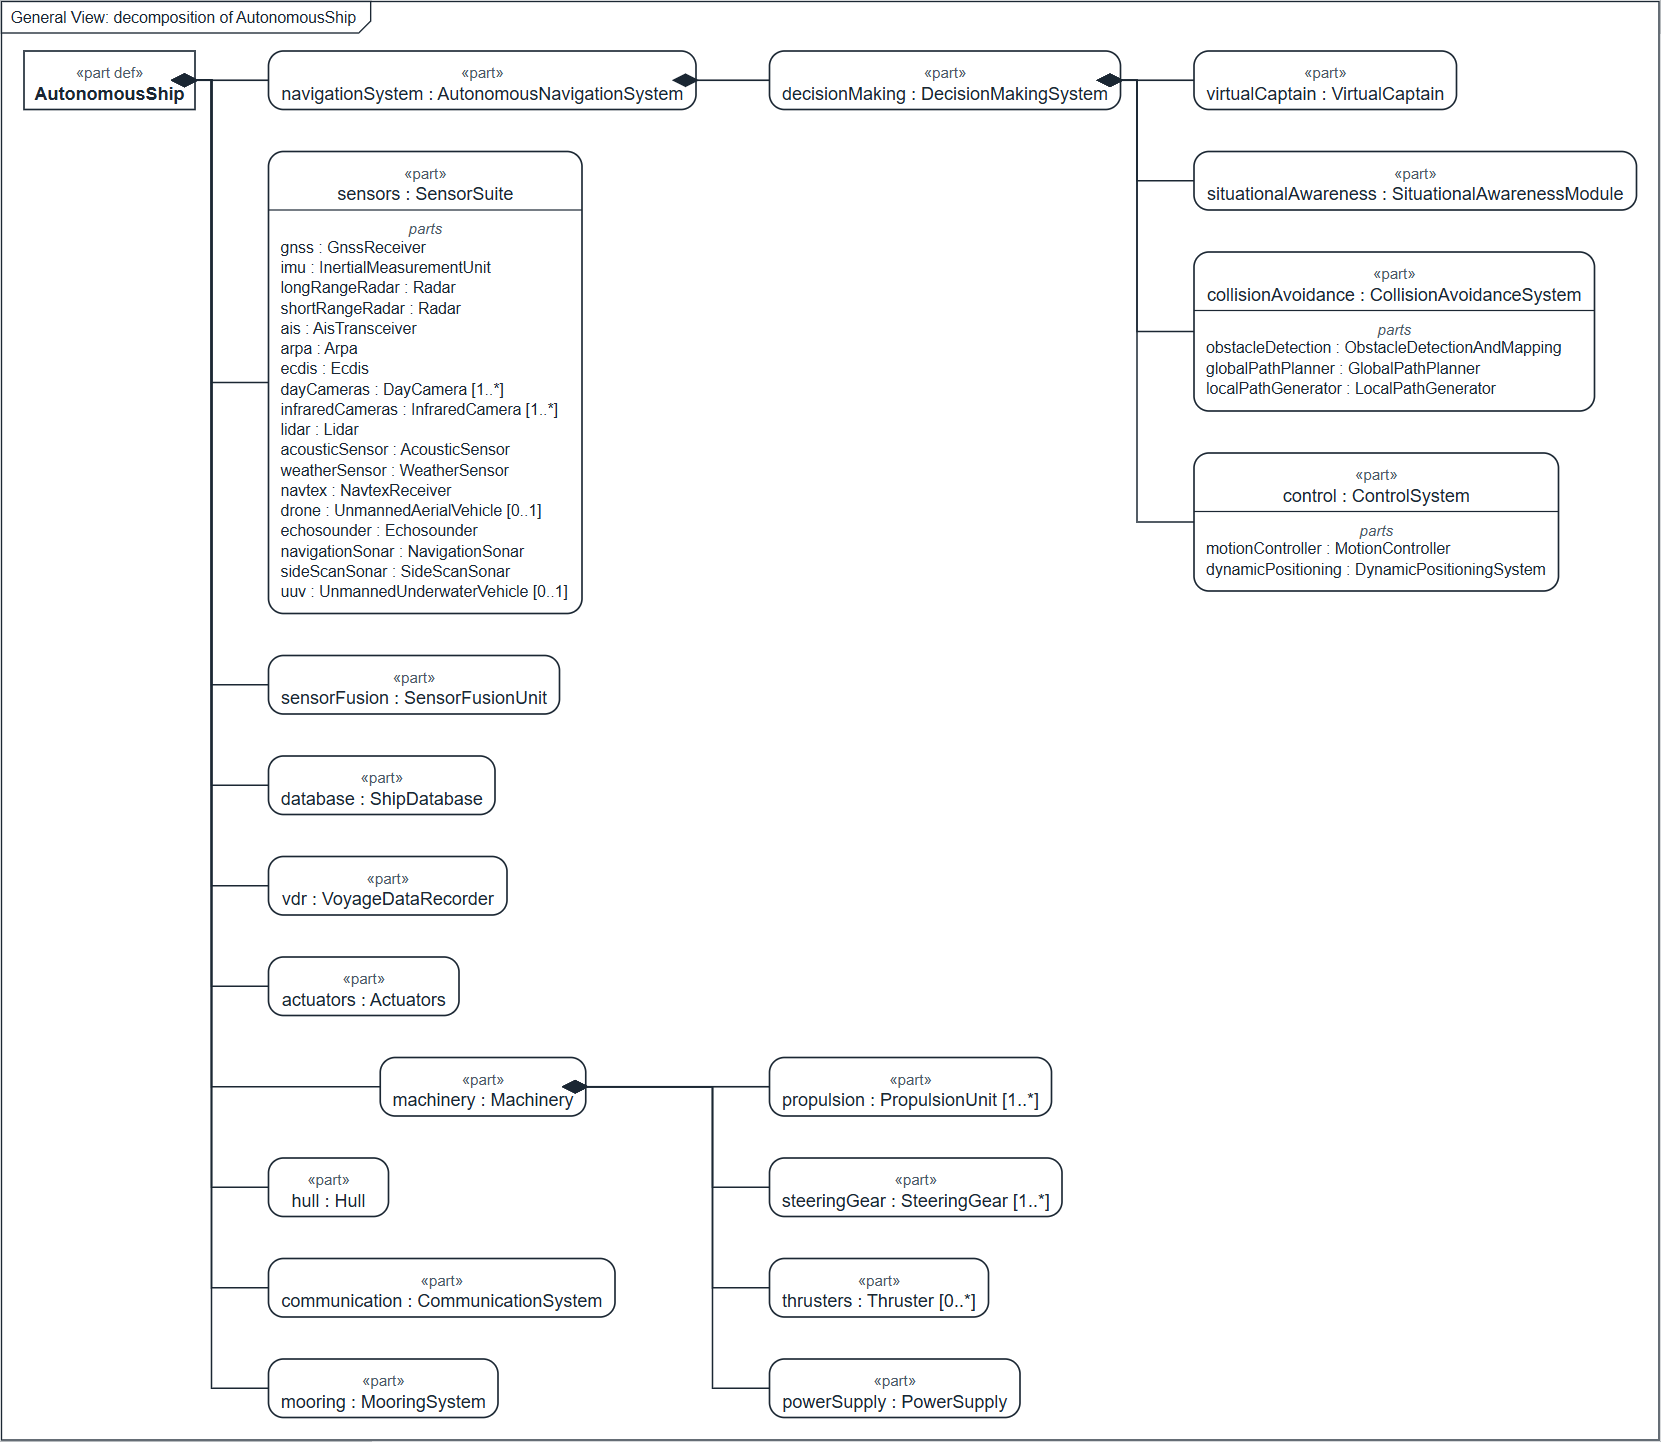 General View: decomposition of AutonomousShip
«part def»
AutonomousShip
«part»
navigationSystem : AutonomousNavigationSystem
«part»
decisionMaking : DecisionMakingSystem
«part»
virtualCaptain : VirtualCaptain
«part»
situationalAwareness : SituationalAwarenessModule
«part»
collisionAvoidance : CollisionAvoidanceSystem
parts
obstacleDetection : ObstacleDetectionAndMapping
globalPathPlanner : GlobalPathPlanner
localPathGenerator : LocalPathGenerator
«part»
control : ControlSystem
parts
motionController : MotionController
dynamicPositioning : DynamicPositioningSystem
«part»
sensors : SensorSuite
parts
gnss : GnssReceiver
imu : InertialMeasurementUnit
longRangeRadar : Radar
shortRangeRadar : Radar
ais : AisTransceiver
arpa : Arpa
ecdis : Ecdis
dayCameras : DayCamera [1..*]
infraredCameras : InfraredCamera [1..*]
lidar : Lidar
acousticSensor : AcousticSensor
weatherSensor : WeatherSensor
navtex : NavtexReceiver
drone : UnmannedAerialVehicle [0..1]
echosounder : Echosounder
navigationSonar : NavigationSonar
sideScanSonar : SideScanSonar
uuv : UnmannedUnderwaterVehicle [0..1]
«part»
sensorFusion : SensorFusionUnit
«part»
database : ShipDatabase
«part»
vdr : VoyageDataRecorder
«part»
actuators : Actuators
«part»
machinery : Machinery
«part»
propulsion : PropulsionUnit [1..*]
«part»
steeringGear : SteeringGear [1..*]
«part»
thrusters : Thruster [0..*]
«part»
powerSupply : PowerSupply
«part»
hull : Hull
«part»
communication : CommunicationSystem
«part»
mooring : MooringSystem